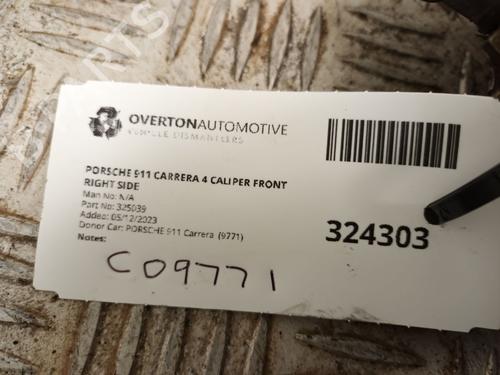 OVERTONAUTOMOTIVE
VEHICLE DISMANTLERS
PORSCHE 911 CARRERA 4 CALIPER FRONT
RIGHT SIDE
Man No: N/A
Part No: 325039
Added: 05/12/2023
Donor Car: PORSCHE 911 Carrera (9771)
Notes:
324303
C09771